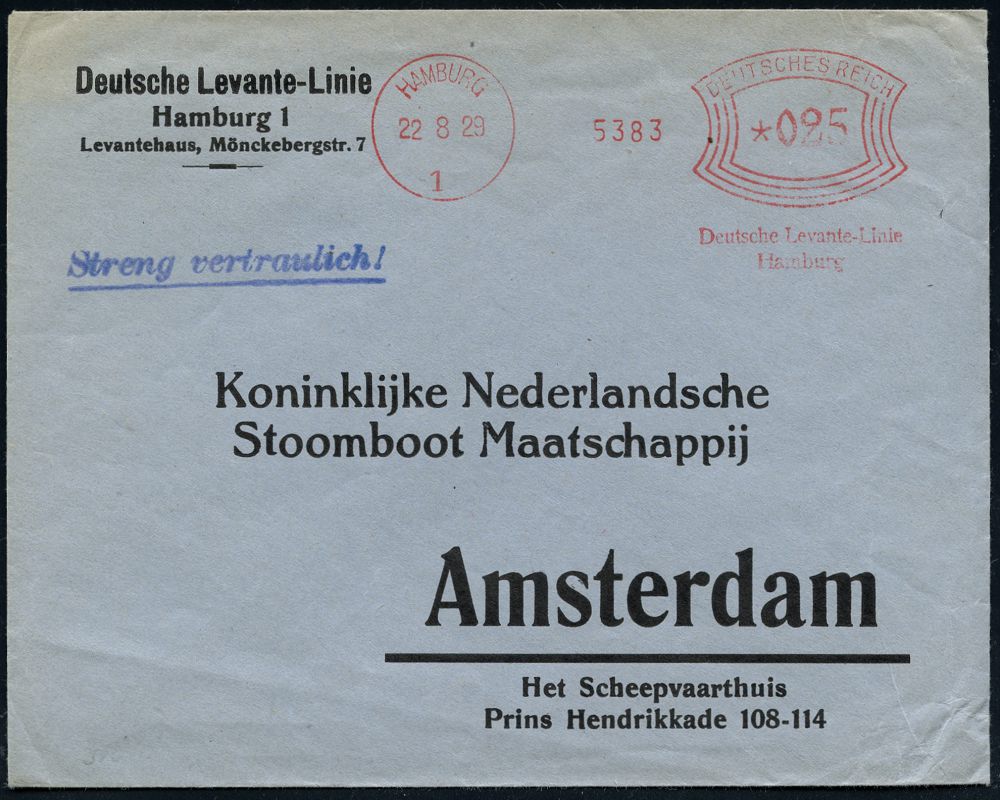 Deutsche Levante-Linie
Hamburg 1
Levantehaus, Mönckebergstr. 7
HAMBURG
22 8 29
1
5383
DEUTSCHES REICH
*025
Deutsche Levante-Linie
Hamburg
Streng vertraulich!
Koninklijke Nederlandsche
Stoomboot Maatschappij
Amsterdam
Het Scheepvaarthuis
Prins Hendrikkade 108-114